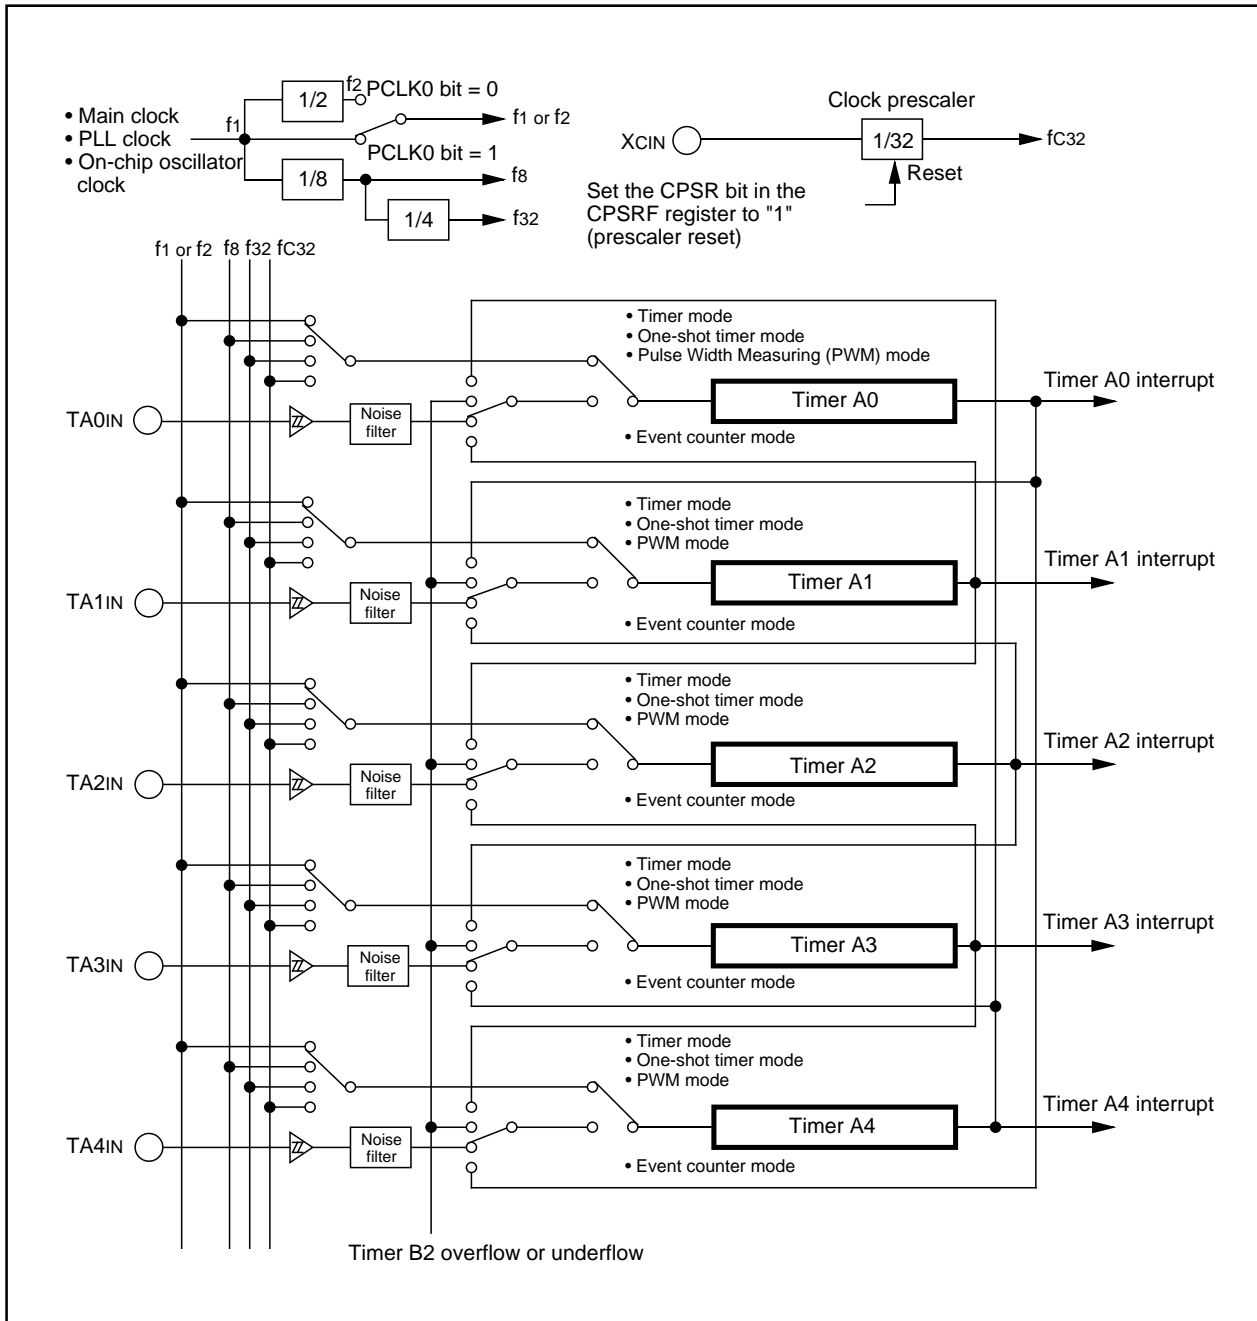 f2 PCLK0 bit = 0
1/2
• Main clock
• PLL clock
• On-chip oscillator
clock
f1
f1 or f2
PCLK0 bit = 1
1/8
f8
1/4
f32
Clock prescaler
XCIN
1/32
fC32
Reset
Set the CPSR bit in the
CPSRF register to "1"
(prescaler reset)
f1 or f2 f8 f32 fC32
• Timer mode
• One-shot timer mode
• Pulse Width Measuring (PWM) mode
Timer A0 interrupt
Timer A0
TA0IN
Noise
filter
• Event counter mode
• Timer mode
• One-shot timer mode
• PWM mode
Timer A1 interrupt
Timer A1
TA1IN
Noise
filter
• Event counter mode
• Timer mode
• One-shot timer mode
• PWM mode
Timer A2 interrupt
Timer A2
TA2IN
Noise
filter
• Event counter mode
• Timer mode
• One-shot timer mode
• PWM mode
Timer A3 interrupt
Timer A3
TA3IN
Noise
filter
• Event counter mode
• Timer mode
• One-shot timer mode
• PWM mode
Timer A4 interrupt
Timer A4
TA4IN
Noise
filter
• Event counter mode
Timer B2 overflow or underflow